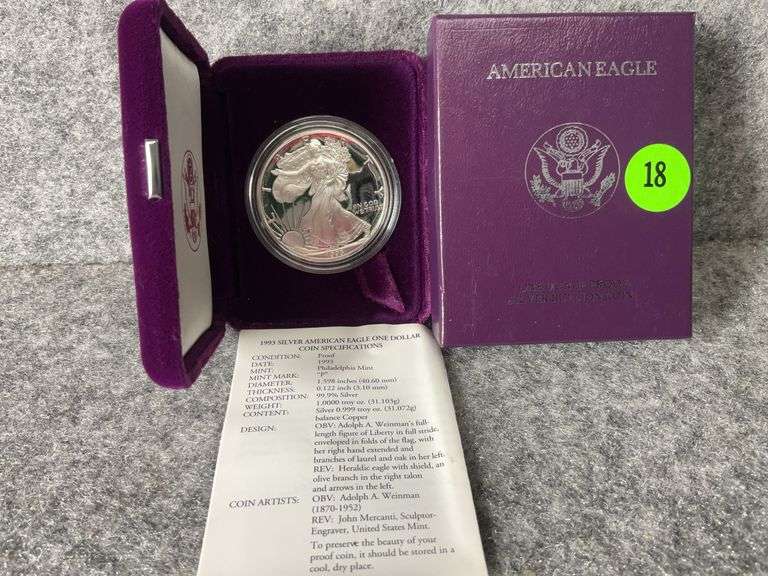 AMERICAN EAGLE
18
SILVER BULLION COIN
IN GOD
WE TRUST
1993 SILVER AMERICAN EAGLE ONE DOLLAR
COIN SPECIFICATIONS
CONDITION: Proof
DATE: 1993
MINT: Philadelphia Mint
MINT MARK: "P"
DIAMETER: 1.598 inches (40.60 mm)
THICKNESS: 0.122 inch (3.10 mm)
COMPOSITION: 99.9% Silver
WEIGHT: 1.0000 troy oz. (31.103g)
CONTENT: Silver 0.999 troy oz. (31.072g)
balance Copper
DESIGN: OBV: Adolph A. Weinman's full-
length figure of Liberty in full stride,
enveloped in folds of the flag, with
her right hand extended and
branches of laurel and oak in her left.
REV: Heraldic eagle with shield, an
olive branch in the right talon
and arrows in the left.
COIN ARTISTS: OBV: Adolph A. Weinman
(1870-1952)
REV: John Mercanti, Sculptor-
Engraver, United States Mint.
To preserve the beauty of your
proof coin, it should be stored in a
cool, dry place.